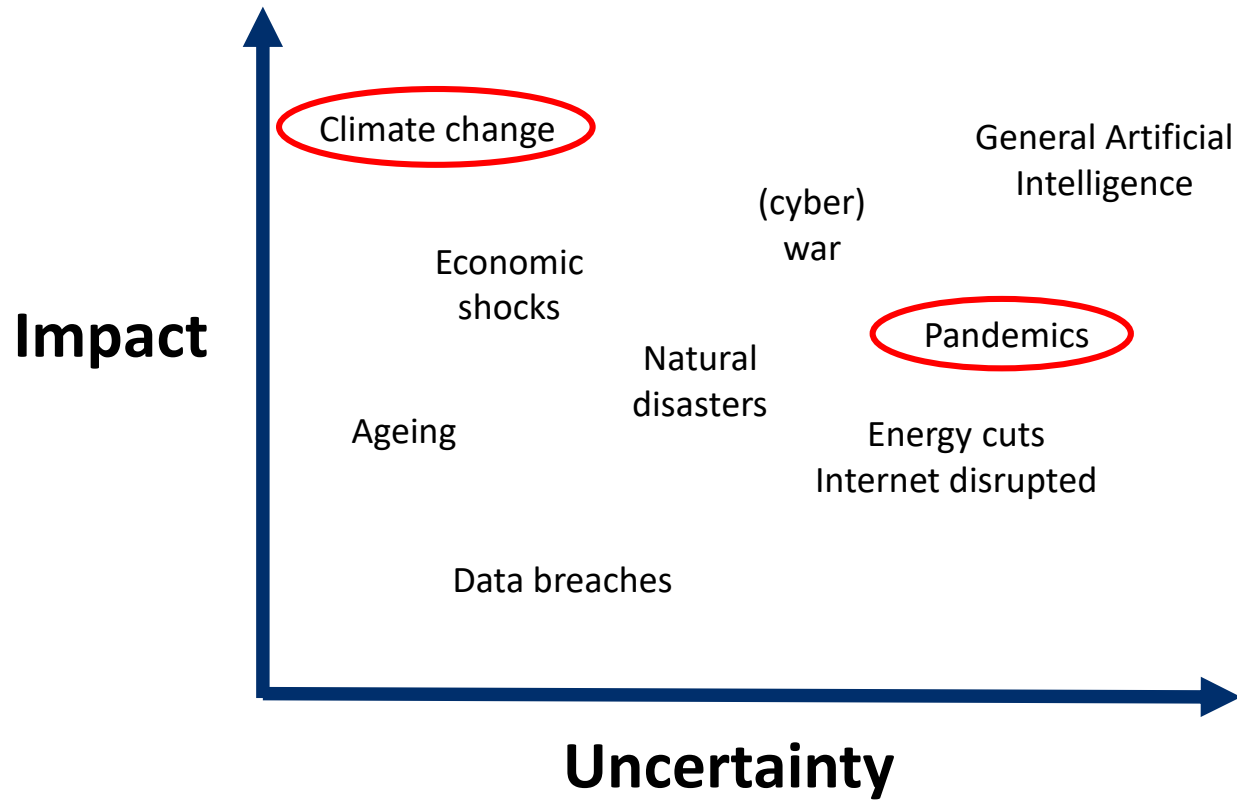 Climate change
General Artificial
Intelligence
(cyber)
war
Economic
shocks
Impact
Pandemics
Natural
disasters
Ageing
Energy cuts
Internet disrupted
Data breaches
Uncertainty